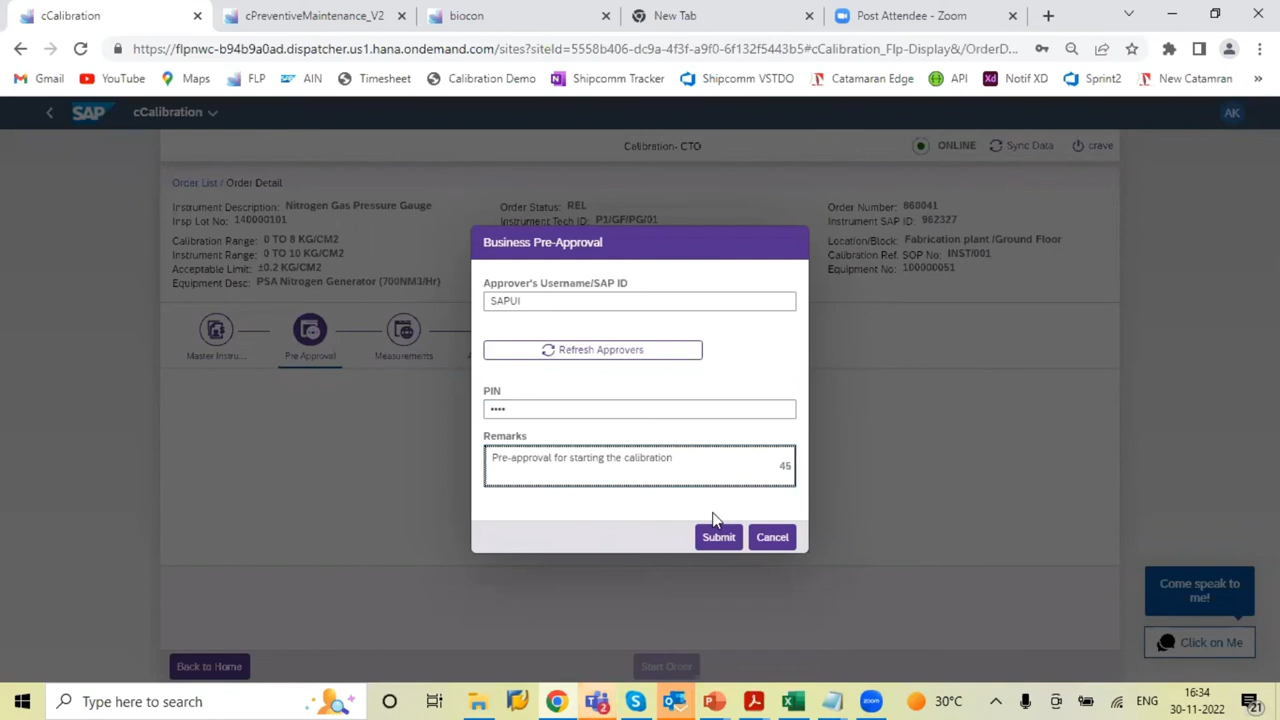 cCalibration
cPreventiveMaintenance_V2
biocon
New Tab
Post Attendee - Zoom
https://flpnwc-b94b9a0ad.dispatcher.us1.hana.ondemand.com/sites?siteId=5558b406-dc9a-4f3f-a9f0-6f132f5443b5#cCalibration_Flp-Display&/OrderD...
Gmail
YouTube
Maps
FLP
AIN
Timesheet
Calibration Demo
Shipcomm Tracker
Shipcomm VSTDO
Catamaran Edge
API
Notif XD
Sprint2
New Catamran
SAP
cCalibration
AK
Calibration- CTO
ONLINE
Sync Data
crave
Order List / Order Detail
Instrument Description: Nitrogen Gas Pressure Gauge
Order Status: REL
Order Number: 860041
Insp Lot No: 140000101
Instrument Tech ID: P1/GF/PG/01
Instrument SAP ID: 962327
Calibration Range: 0 TO 8 KG/CM2
Location/Block: Fabrication plant /Ground Floor
Instrument Range: 0 TO 10 KG/CM2
Calibration Ref. SOP No: INST/001
Acceptable Limit: ±0.2 KG/CM2
Equipment No: 100000051
Equipment Desc: PSA Nitrogen Generator (700NM3/Hr)
Master Instru...
Pre Approval
Measurements
Business Pre-Approval
Approver's Username/SAP ID
SAPUI
Refresh Approvers
PIN
••••
Remarks
Pre-approval for starting the calibration
45
Submit
Cancel
Come speak to
me!
Click on Me
Back to Home
Start Order
Type here to search
2
zoom
30°C
ENG
16:34
30-11-2022
21